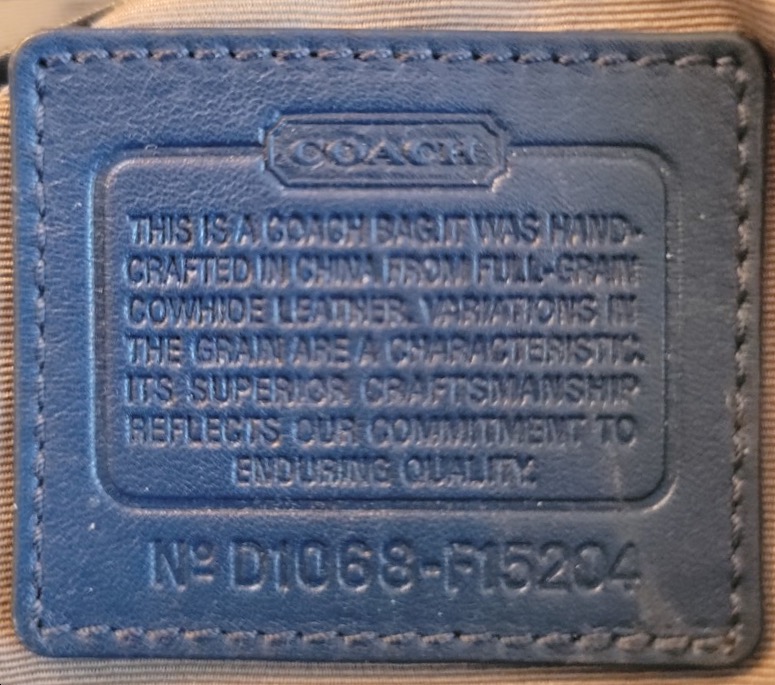 COACH
THIS IS A COACH BAG.IT WAS HAND-
CRAFTED IN CHINA FROM FULL-GRAIN
COWHIDE LEATHER. VARIATIONS IN
THE GRAIN ARE A CHARACTERISTIC.
ITS SUPERIOR CRAFTSMANSHIP
REFLECTS OUR COMMITMENT TO
ENDURING QUALITY.
Nº D1068-F15204